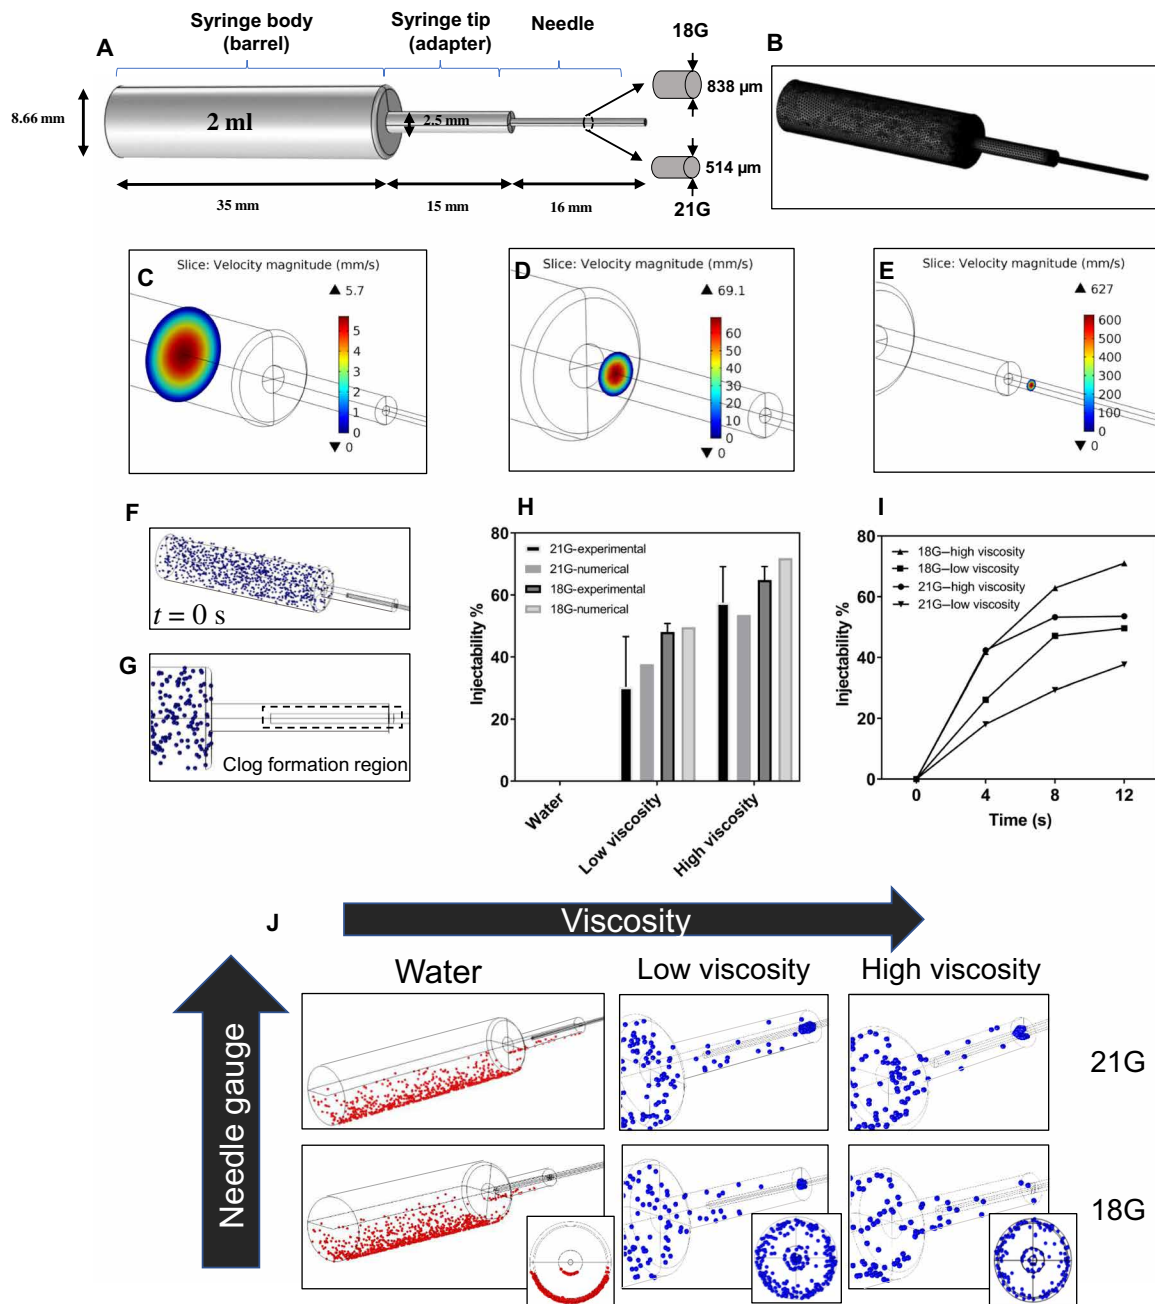 A
Syringe body
(barrel)
Syringe tip
(adapter)
Needle
18G
8.66 mm
2 ml
2.5 mm
838 µm
514 µm
21G
35 mm
15 mm
16 mm
B
C
Slice: Velocity magnitude (mm/s)
▲ 5.7
5
4
3
2
1
0
▼ 0
D
Slice: Velocity magnitude (mm/s)
▲ 69.1
60
50
40
30
20
10
0
▼ 0
E
Slice: Velocity magnitude (mm/s)
▲ 627
600
500
400
300
200
100
0
▼ 0
F
t = 0 s
G
Clog formation region
H
80
60
40
20
0
Injectability %
21G-experimental
21G-numerical
18G-experimental
18G-numerical
Water
Low viscosity
High viscosity
I
80
60
40
20
0
Injectability %
18G–high viscosity
18G–low viscosity
21G–high viscosity
21G–low viscosity
0 4 8 12
Time (s)
J
Viscosity
Needle gauge
Water
Low viscosity
High viscosity
21G
18G